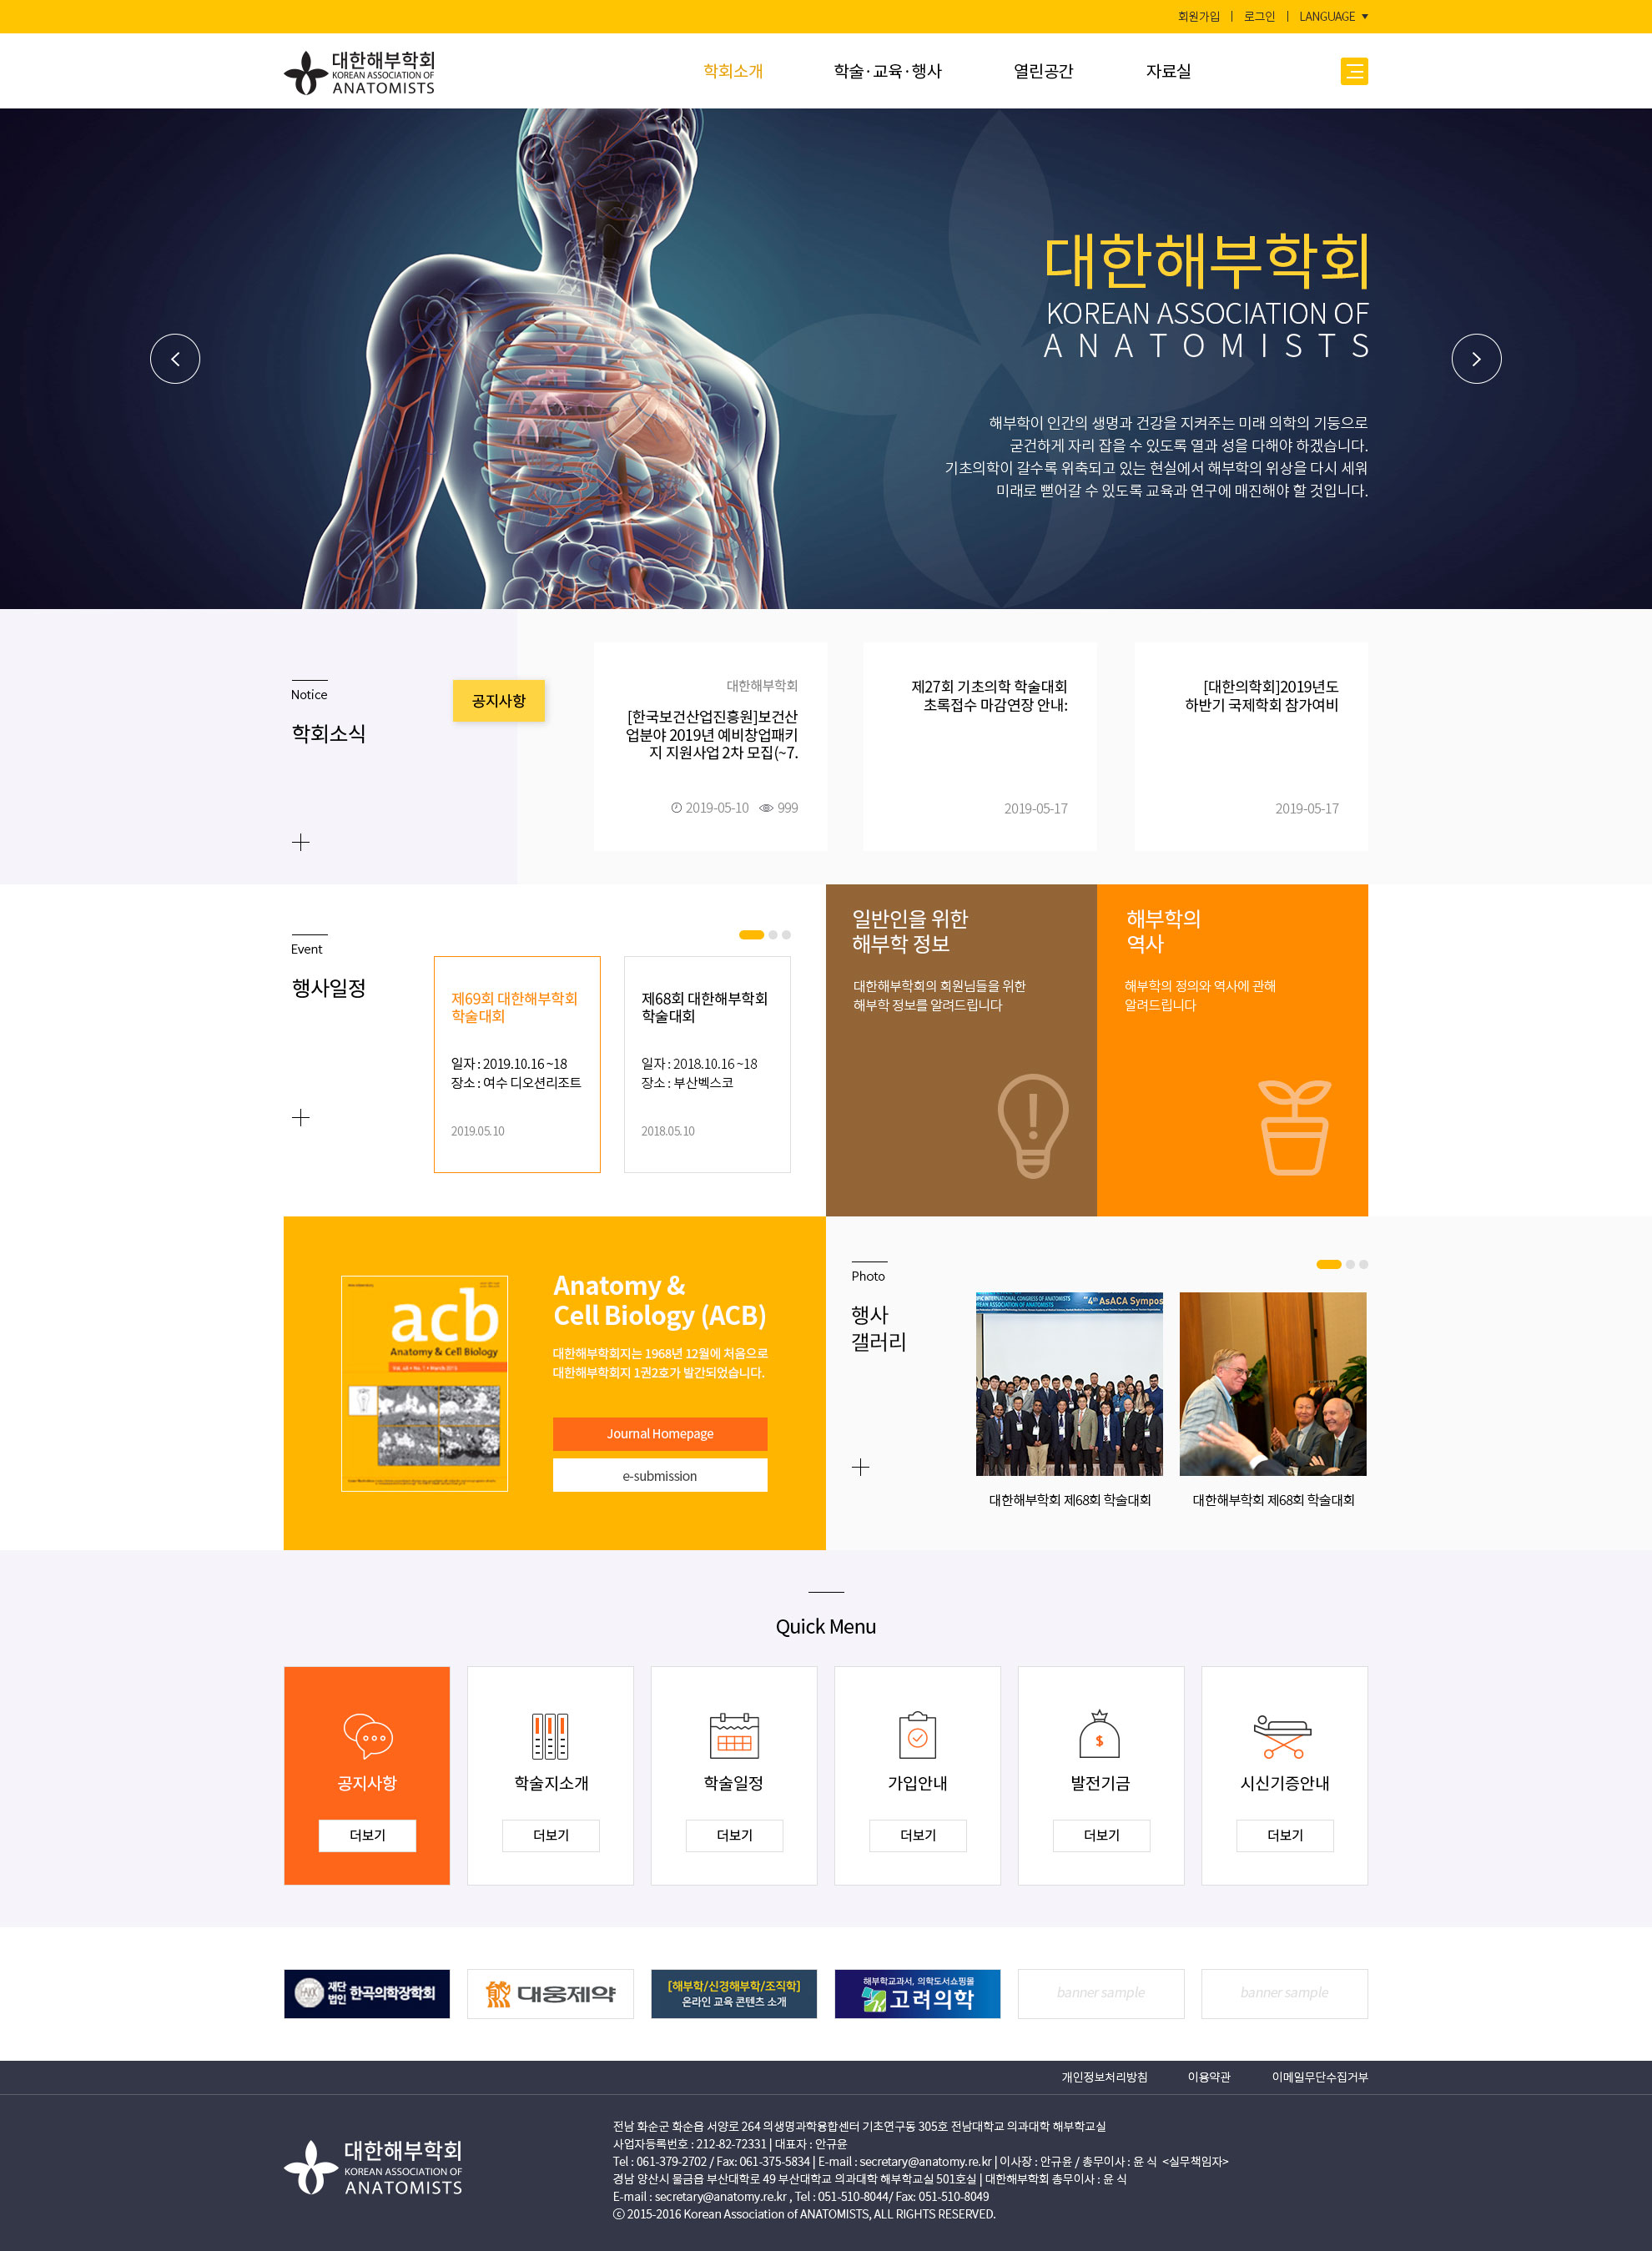 회원가입 | 로그인 | LANGUAGE
대한해부학회
KOREAN ASSOCIATION OF
ANATOMISTS
학회소개
학술·교육·행사
열린공간
자료실
대한해부학회
KOREAN ASSOCIATION OF
ANATOMISTS
해부학이 인간의 생명과 건강을 지켜주는 미래 의학의 기둥으로
굳건하게 자리 잡을 수 있도록 열과 성을 다해야 하겠습니다.
기초의학이 갈수록 위축되고 있는 현실에서 해부학의 위상을 다시 세워
미래로 뻗어갈 수 있도록 교육과 연구에 매진해야 할 것입니다.
Notice
학회소식
공지사항
대한해부학회
[한국보건산업진흥원]보건산
업분야 2019년 예비창업패키
지 지원사업 2차 모집(~7.
2019-05-10 999
제27회 기초의학 학술대회
초록접수 마감연장 안내:
2019-05-17
[대한의학회]2019년도
하반기 국제학회 참가여비
2019-05-17
Event
행사일정
제69회 대한해부학회
학술대회
일자 : 2019.10.16 ~18
장소 : 여수 디오션리조트
2019.05.10
제68회 대한해부학회
학술대회
일자 : 2018.10.16 ~18
장소 : 부산벡스코
2018.05.10
일반인을 위한
해부학 정보
대한해부학회의 회원님들을 위한
해부학 정보를 알려드립니다
해부학의
역사
해부학의 정의와 역사에 관해
알려드립니다
acb
Anatomy & Cell Biology
Anatomy &
Cell Biology (ACB)
대한해부학회지는 1968년 12월에 처음으로
대한해부학회지 1권2호가 발간되었습니다.
Journal Homepage
e-submission
Photo
행사
갤러리
IFIC INTERNATIONAL CONGRESS OF ANATOMISTS
OREAN ASSOCIATION OF ANATOMISTS
"4th AsACA Sympos
대한해부학회 제68회 학술대회
대한해부학회 제68회 학술대회
Quick Menu
공지사항
더보기
학술지소개
더보기
학술일정
더보기
가입안내
더보기
발전기금
더보기
시신기증안내
더보기
재단
법인 한곡의학장학회
대웅제약
[해부학/신경해부학/조직학]
온라인 교육 콘텐츠 소개
해부학교과서, 의학도서쇼핑몰
고려의학
banner sample
banner sample
개인정보처리방침
이용약관
이메일무단수집거부
대한해부학회
KOREAN ASSOCIATION OF
ANATOMISTS
전남 화순군 화순읍 서양로 264 의생명과학융합센터 기초연구동 305호 전남대학교 의과대학 해부학교실
사업자등록번호 : 212-82-72331 | 대표자 : 안규윤
Tel : 061-379-2702 / Fax: 061-375-5834 | E-mail : secretary@anatomy.re.kr | 이사장 : 안규윤 / 총무이사 : 윤 식 <실무책임자>
경남 양산시 물금읍 부산대학로 49 부산대학교 의과대학 해부학교실 501호실 | 대한해부학회 총무이사 : 윤 식
E-mail : secretary@anatomy.re.kr , Tel : 051-510-8044/ Fax: 051-510-8049
ⓒ 2015-2016 Korean Association of ANATOMISTS, ALL RIGHTS RESERVED.